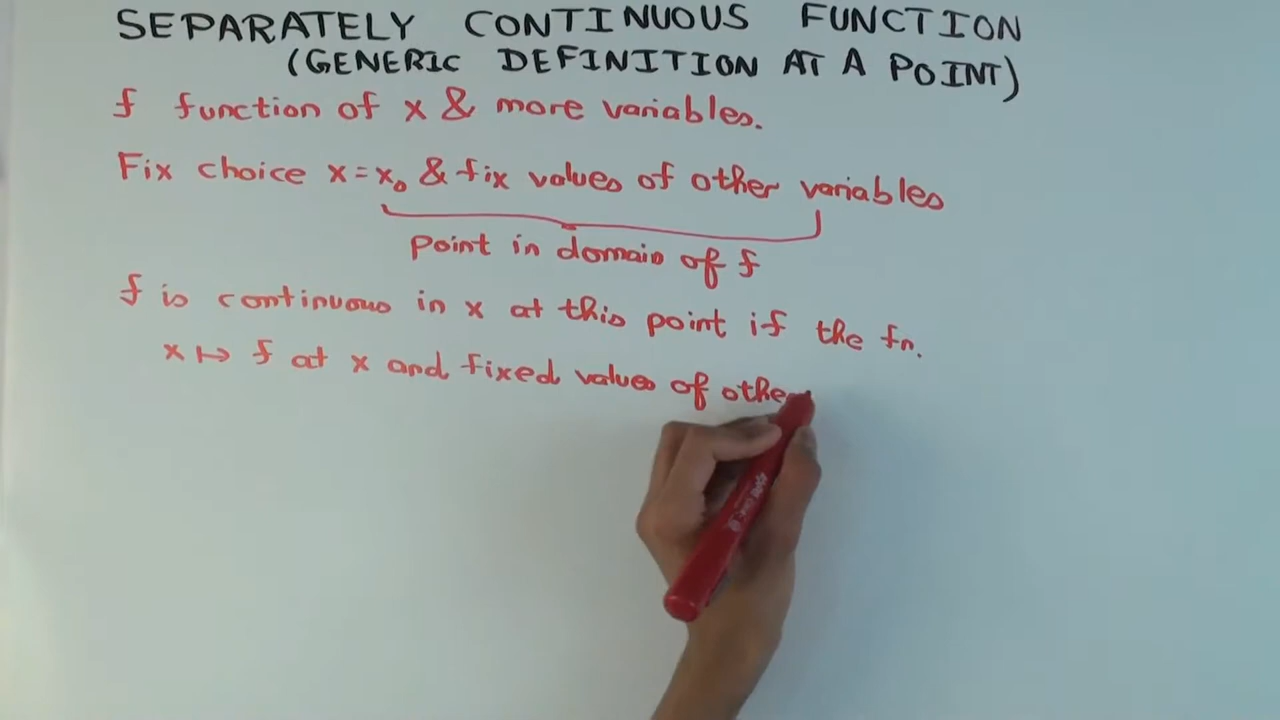 SEPARATELY CONTINUOUS FUNCTION
(GENERIC DEFINITION AT A POINT)
f function of x & more variables.
Fix choice x=x₀ & fix values of other variables
point in domain of f
f is continuous in x at this point if the fn.
x ↦ f at x and fixed values of othe